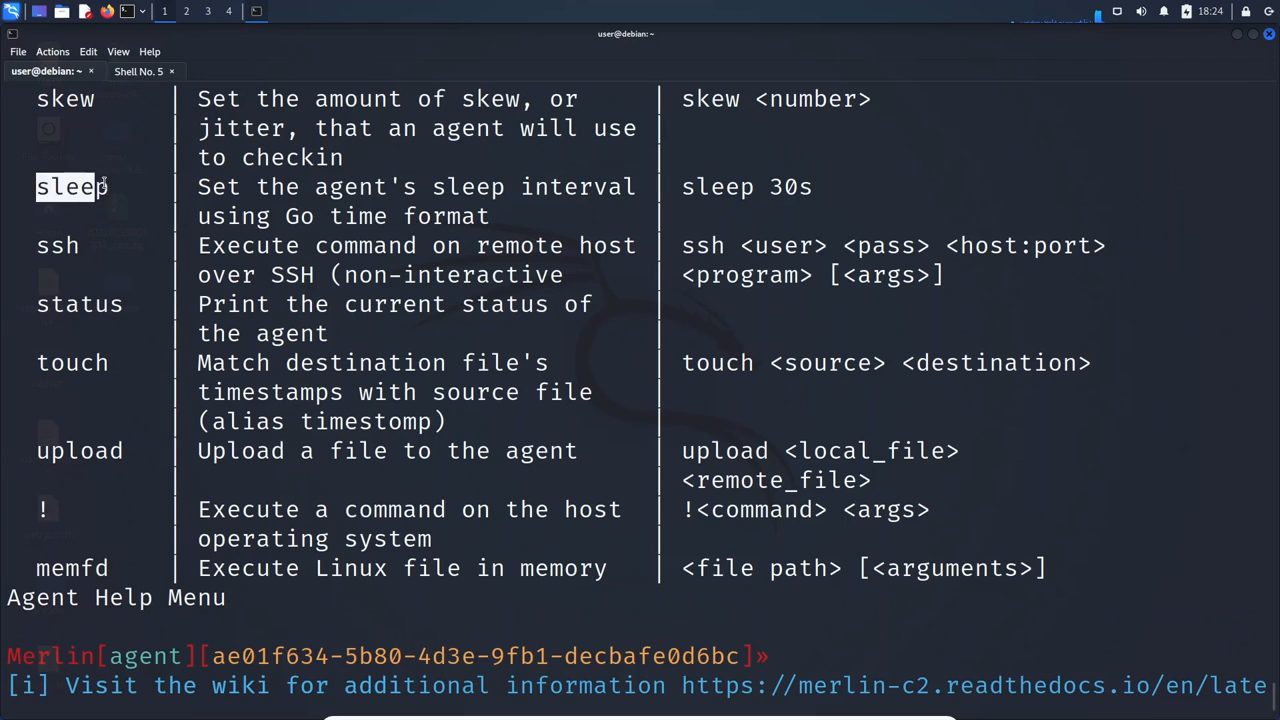 1 2 3 4 18:24
user@debian: ~
File Actions Edit View Help
user@debian: ~ × Shell No. 5 ×
skew | Set the amount of skew, or | skew <number>
| jitter, that an agent will use |
| to checkin |
sleep | Set the agent's sleep interval | sleep 30s
| using Go time format |
ssh | Execute command on remote host | ssh <user> <pass> <host:port>
| over SSH (non-interactive | <program> [<args>]
status | Print the current status of |
| the agent |
touch | Match destination file's | touch <source> <destination>
| timestamps with source file |
| (alias timestomp) |
upload | Upload a file to the agent | upload <local_file>
| | <remote_file>
! | Execute a command on the host | !<command> <args>
| operating system |
memfd | Execute Linux file in memory | <file path> [<arguments>]
Agent Help Menu
Merlin[agent][ae01f634-5b80-4d3e-9fb1-decbafe0d6bc]»
[i] Visit the wiki for additional information https://merlin-c2.readthedocs.io/en/late